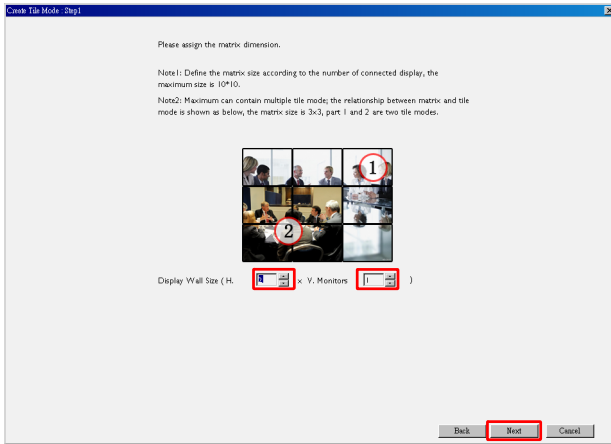 Create Tile Mode : Step1
Please assign the matrix dimension.
Note1: Define the matrix size according to the number of connected display, the
maximum size is 10*10.
Note2: Maximum can contain multiple tile mode; the relationship between matrix and tile
mode is shown as below, the matrix size is 3x3, part 1 and 2 are two tile modes.
1
2
Display Wall Size ( H. 1 x V. Monitors 1 )
Back Next Cancel